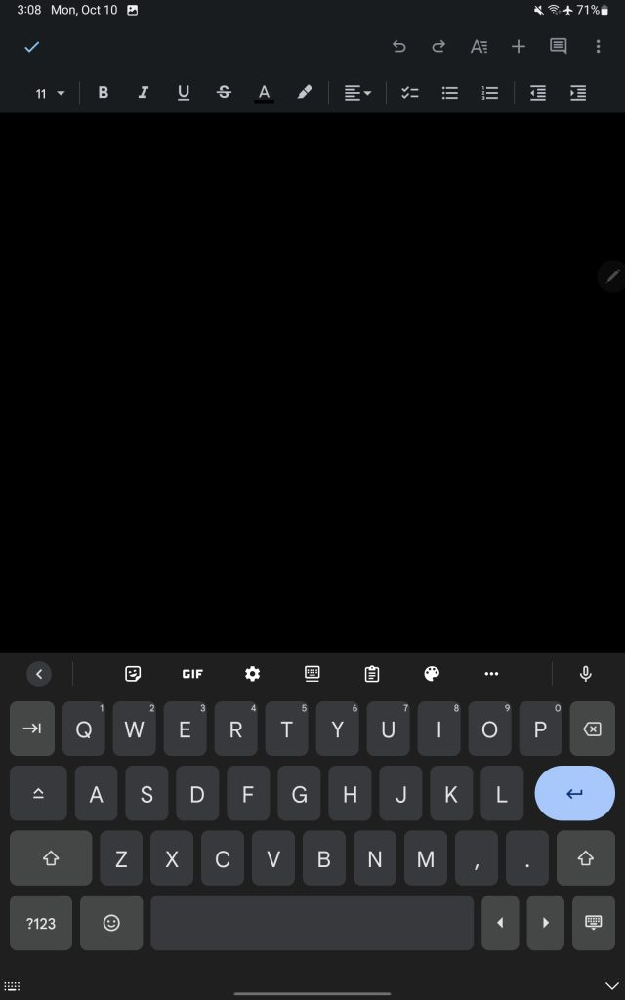 3:08 Mon, Oct 10 71%
11 B I U S A
GIF
1 2 3 4 5 6 7 8 9 0
Q W E R T Y U I O P
A S D F G H J K L
Z X C V B N M , .
?123